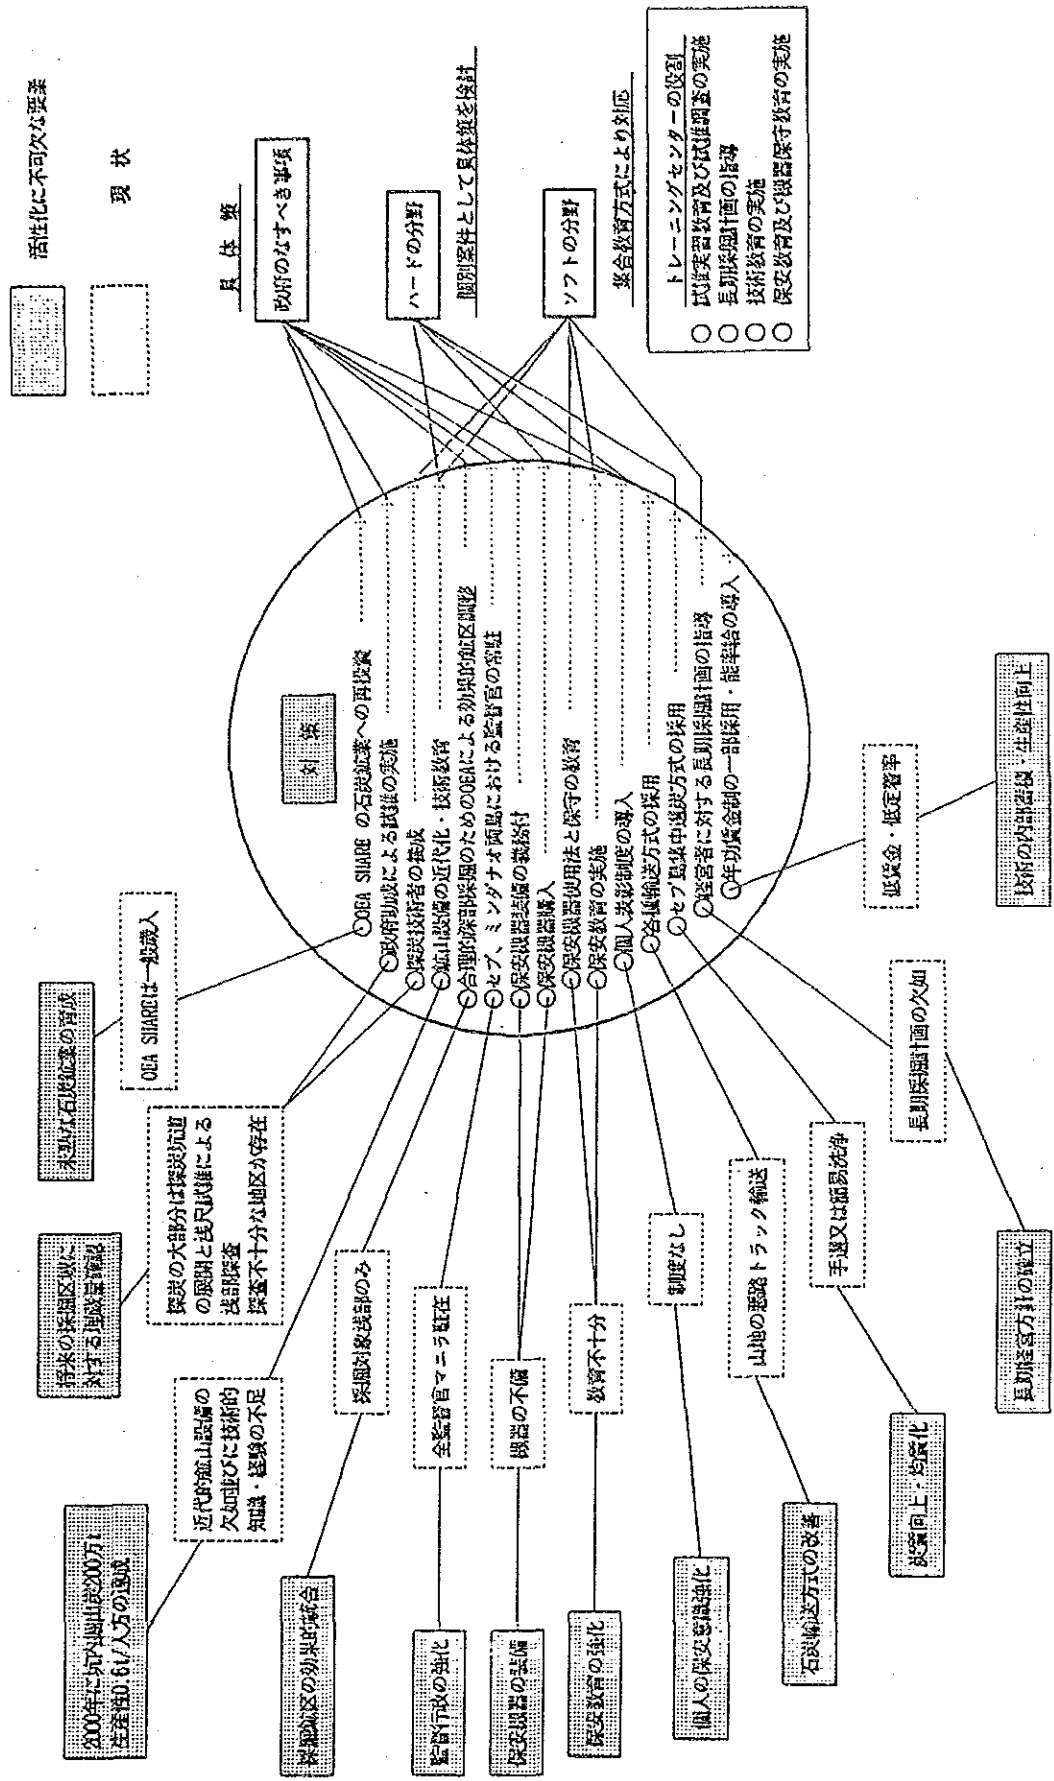 活性化に不可欠な要素
現 状
未熟な石炭鉱業の育成
OEA SHAREは一般歳入
将来の採掘区域に
対する埋蔵量確認
探炭の大部分は探炭坑道
の展開と浅尺試錐による
浅部探査
探査不十分な地区が存在
2000年に坑内掘出炭200万t
生産性0.6t/人方の達成
近代的鉱山設備の
欠如並びに技術的
知識・経験の不足
採掘鉱区の効果的統合
採掘対象浅部のみ
監督行政の強化
全監督官マニラ駐在
保安機器の装備
機器の不備
保安教育の強化
教育不十分
個人の保安意識強化
制度なし
石炭輸送方式の改善
山地の悪路トラック輸送
炭質向上・均質化
手選又は簡易洗浄
長期経営方針の確立
長期採掘計画の欠如
技術の内部蓄積・生産性向上
低賃金・低定着率
対 策
○OEA SHARE の石炭鉱業への再投資
○政府助成による試錐の実施
○探炭技術者の養成
○鉱山設備の近代化・技術教育
○合理的深部採掘のためのOEAによる効果的鉱区調整
○セブ、ミンダナオ両島における監督官の常駐
○保安機器装備の義務付
○保安機器購入
○保安機器使用法と保守の教育
○保安教育の実施
○個人表彰制度の導入
○各種輸送方式の採用
○セブ島集中選炭方式の採用
○経営者に対する長期採掘計画の指導
○年功賃金制の一部採用・能率給の導入
具 体 策
政府のなすべき事項
ハードの分野
個別案件として具体策を検討
ソフトの分野
集合教育方式により対応
トレーニングセンターの役割
○ 試錐実習教育及び試錐調査の実施
○ 長期採掘計画の指導
○ 技術教育の実施
○ 保安教育及び機器保守教育の実施